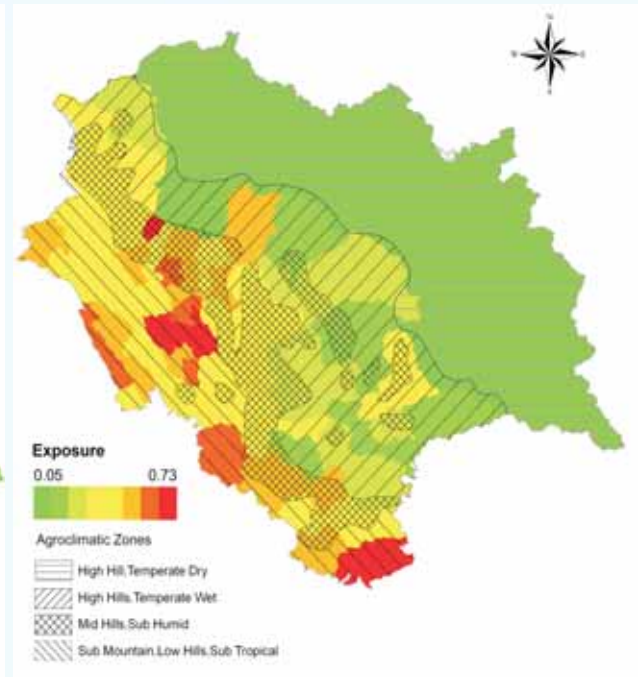 N
W E
S
Exposure
0.05 0.73
Agroclimatic Zones
High Hill.Temperate Dry
High Hills.Temperate Wet
Mid Hills.Sub Humid
Sub Mountain.Low Hills.Sub Tropical